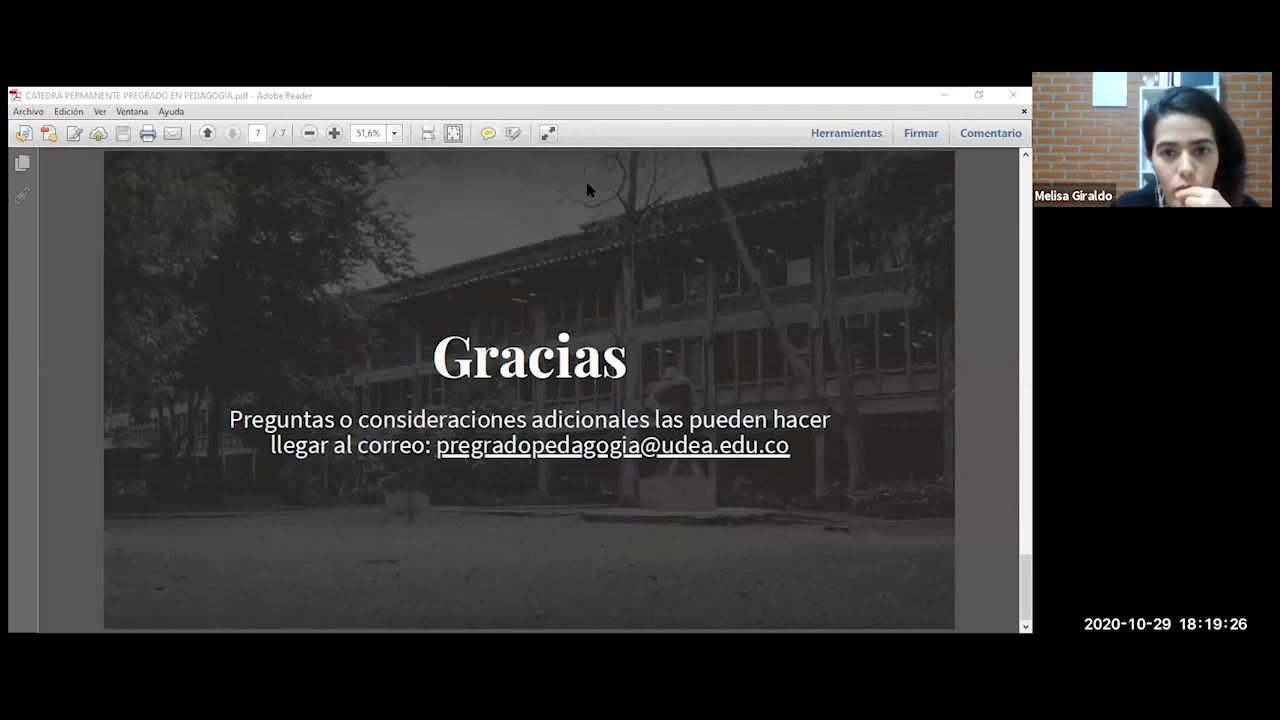 CÁTEDRA PERMANENTE PREGRADO EN PEDAGOGÍA.pdf - Adobe Reader
Archivo Edición Ver Ventana Ayuda
7 / 7 51,6% Herramientas Firmar Comentario
Melisa Giraldo
Gracias
Preguntas o consideraciones adicionales las pueden hacer
llegar al correo: pregradopedagogia@udea.edu.co
2020-10-29 18:19:26